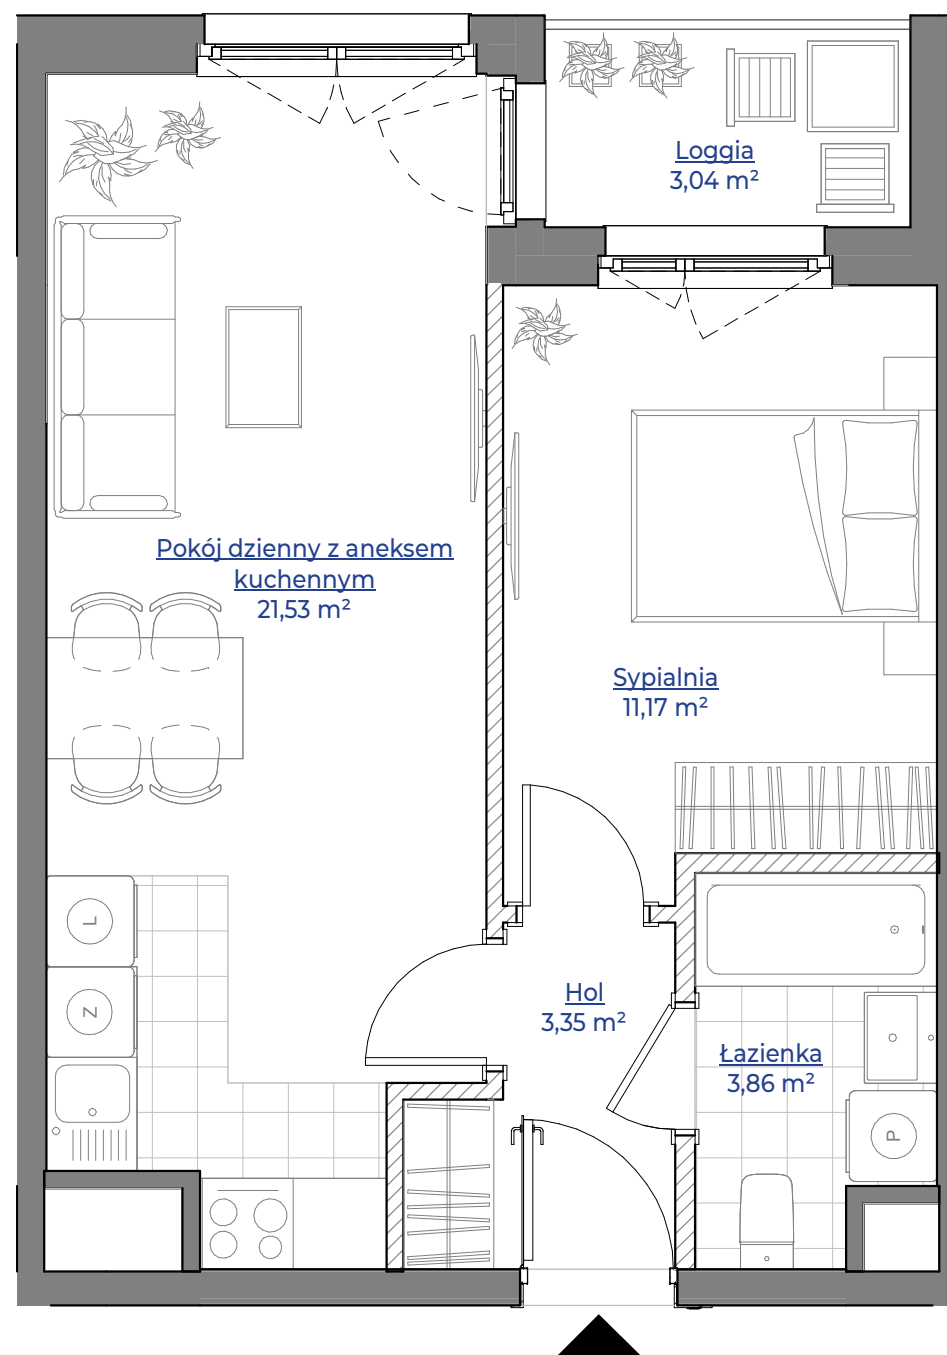 Loggia
3,04 m²
Pokój dzienny z aneksem
kuchennym
21,53 m²
Sypialnia
11,17 m²
L
Z
Hol
3,35 m²
Łazienka
3,86 m²
P